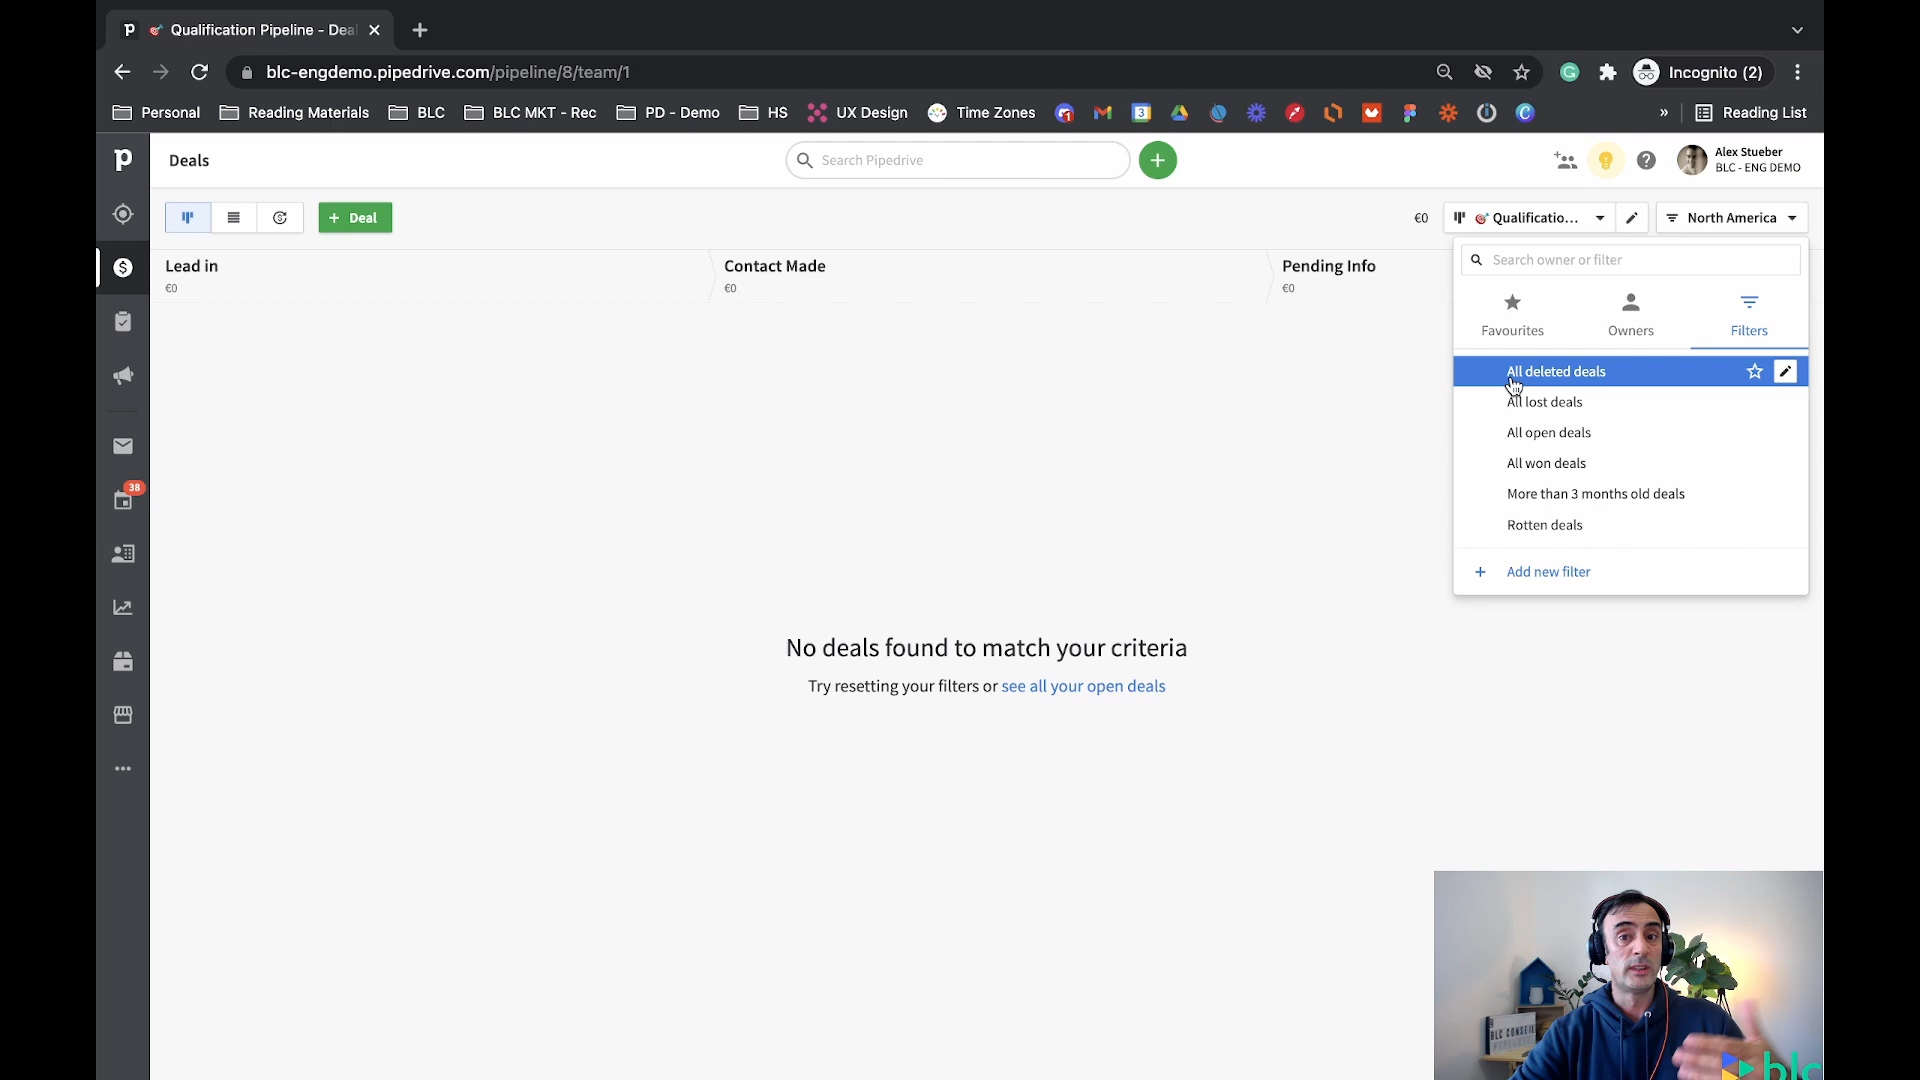 Qualification Pipeline - Deal
blc-engdemo.pipedrive.com/pipeline/8/team/1
Incognito (2)
Personal
Reading Materials
BLC
BLC MKT - Rec
PD - Demo
HS
UX Design
Time Zones
Reading List
Deals
Search Pipedrive
Alex Stueber
BLC - ENG DEMO
+ Deal
€0
Qualificatio...
North America
Lead in
€0
Contact Made
€0
Pending Info
€0
Search owner or filter
Favourites
Owners
Filters
All deleted deals
All lost deals
All open deals
All won deals
More than 3 months old deals
Rotten deals
+ Add new filter
38
No deals found to match your criteria
Try resetting your filters or see all your open deals
BLC CONSEIL
blc